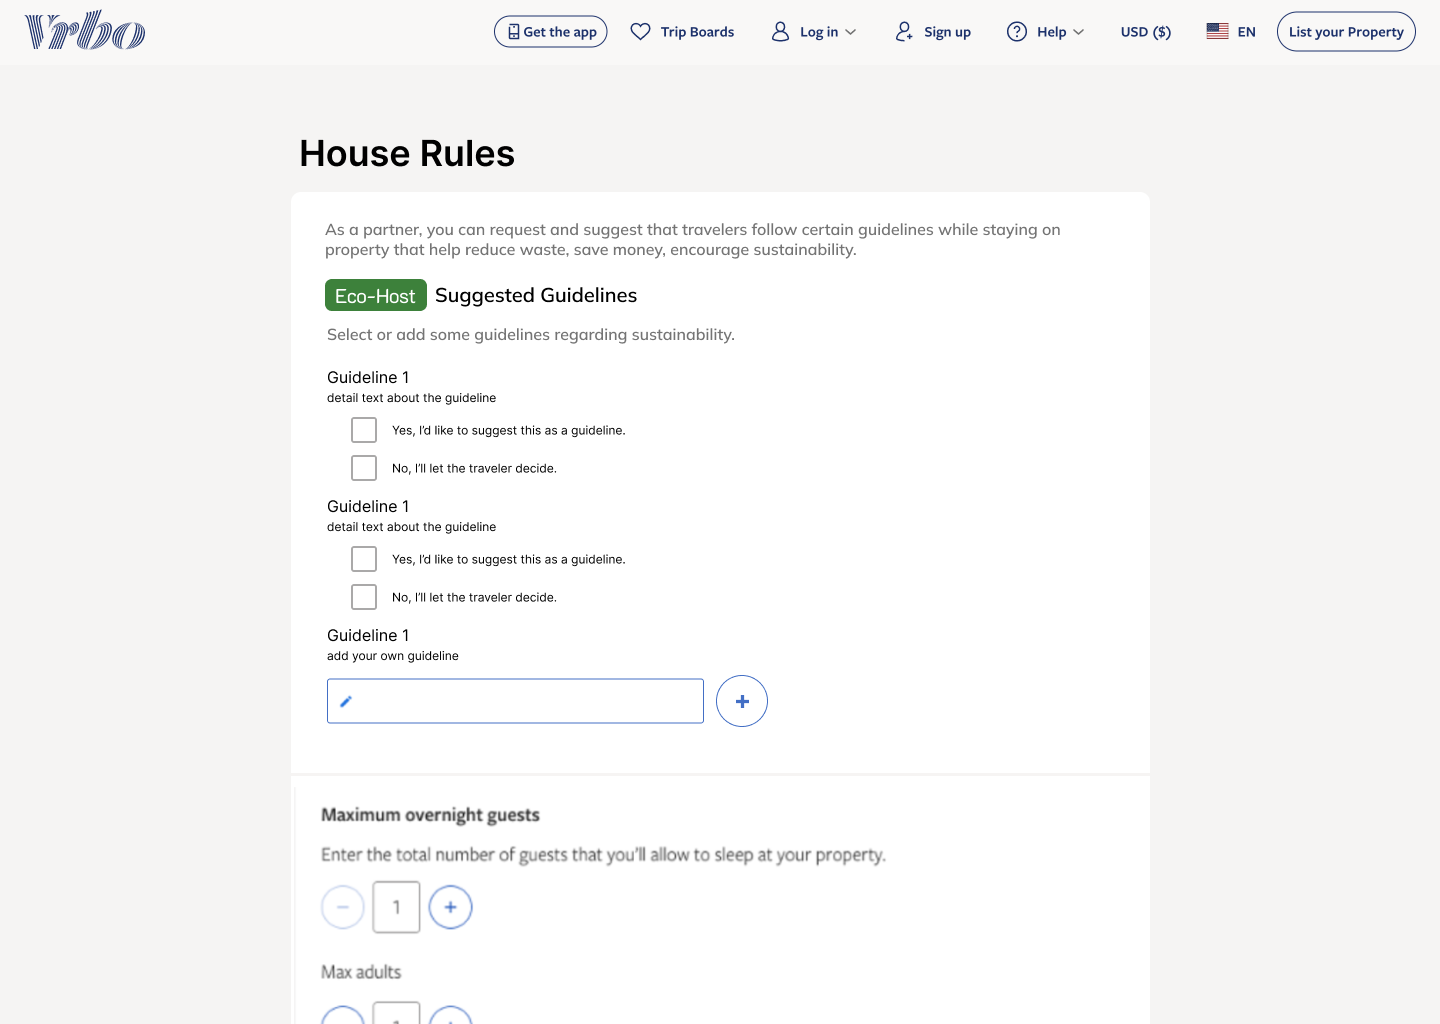 Vrbo
Get the app
Trip Boards
Log in
Sign up
Help
USD ($)
EN
List your Property
House Rules
As a partner, you can request and suggest that travelers follow certain guidelines while staying on
property that help reduce waste, save money, encourage sustainability.
Eco-Host Suggested Guidelines
Select or add some guidelines regarding sustainability.
Guideline 1
detail text about the guideline
Yes, I'd like to suggest this as a guideline.
No, I'll let the traveler decide.
Guideline 1
detail text about the guideline
Yes, I'd like to suggest this as a guideline.
No, I'll let the traveler decide.
Guideline 1
add your own guideline
Maximum overnight guests
Enter the total number of guests that you'll allow to sleep at your property.
1
Max adults